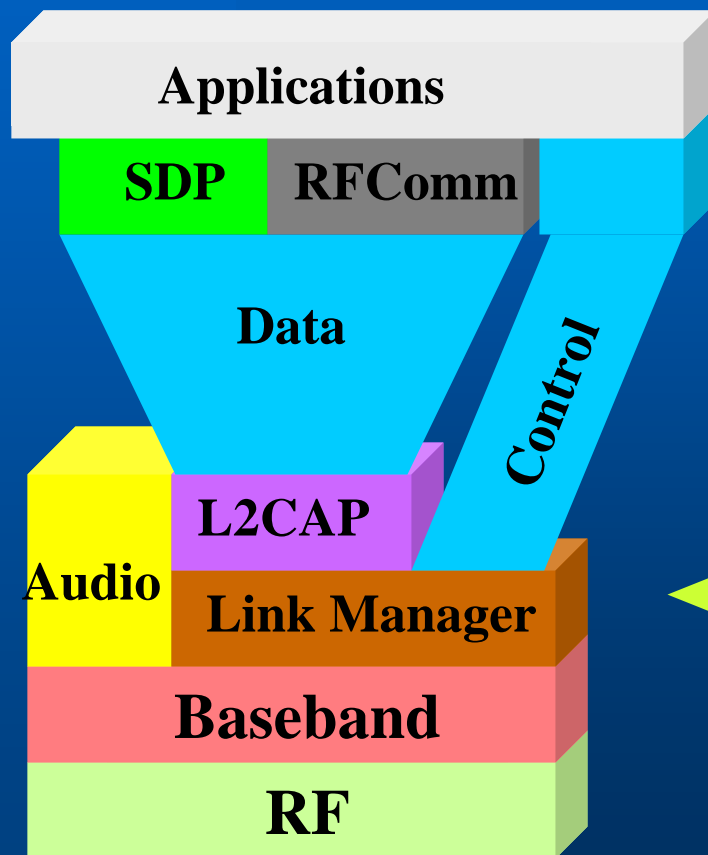 Applications
SDP
RFComm
Data
Control
L2CAP
Audio
Link Manager
Baseband
RF